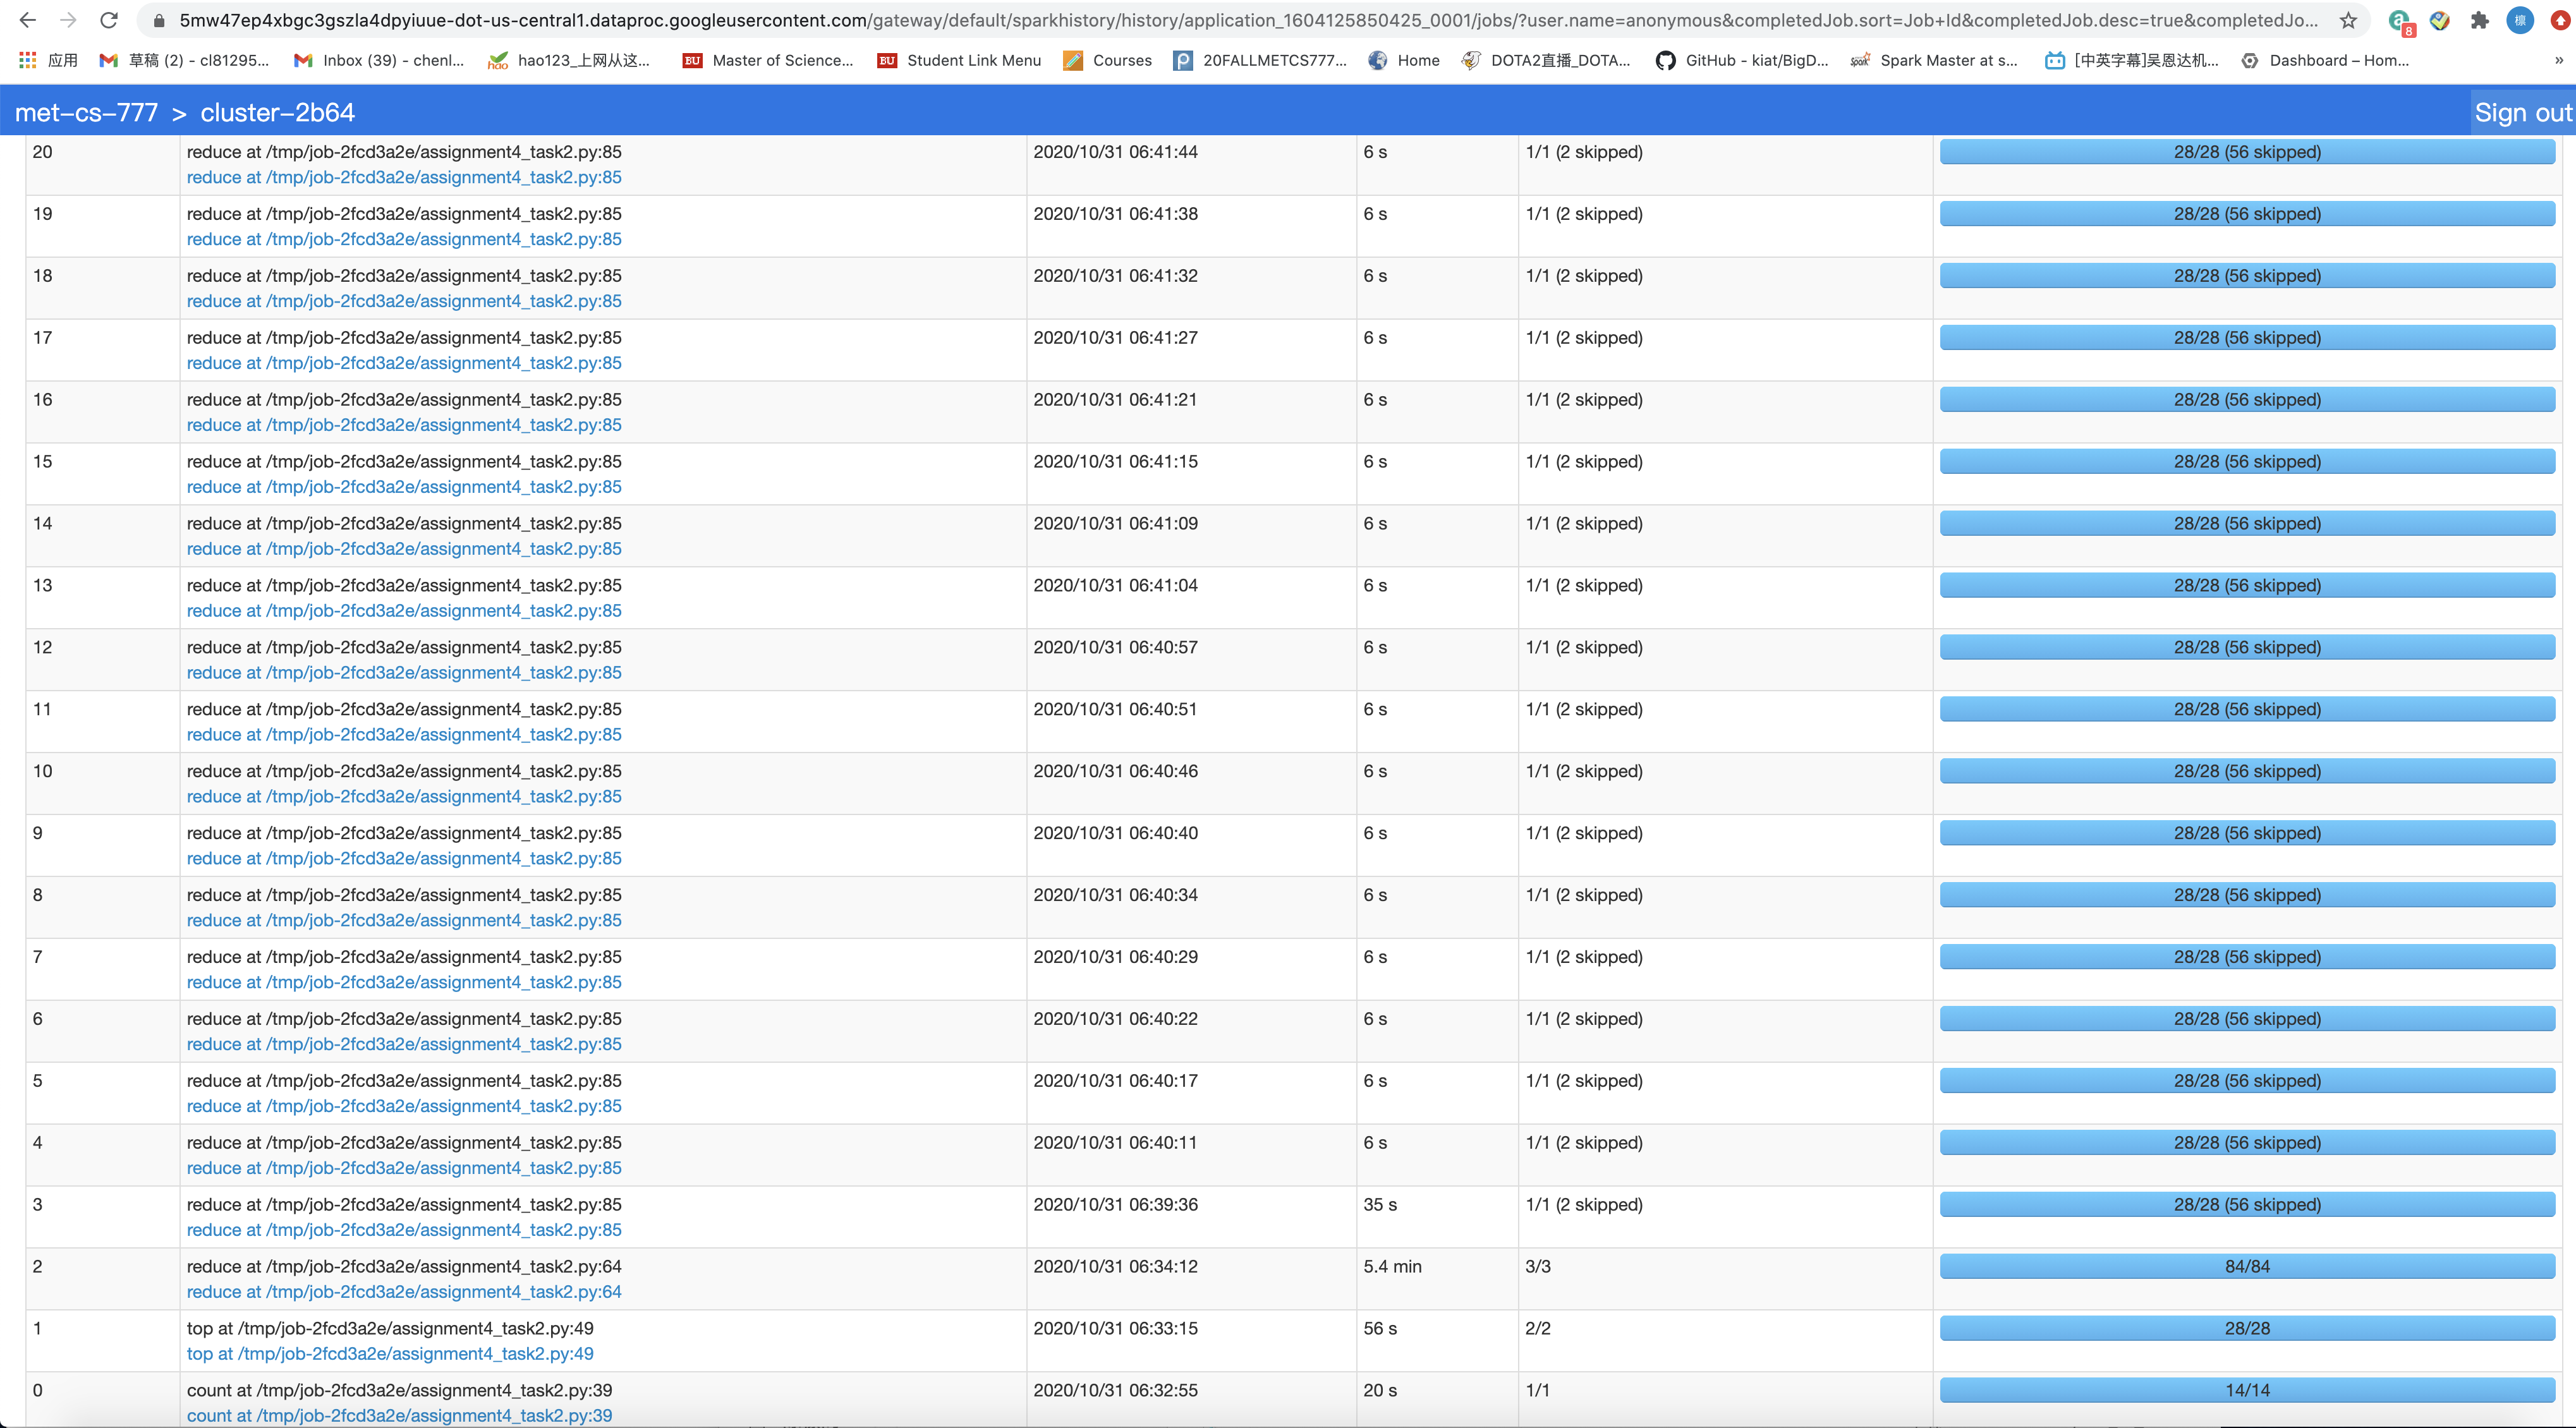 5mw47ep4xbgc3gszla4dpyiuue-dot-us-central1.dataproc.googleusercontent.com/gateway/default/sparkhistory/history/application_1604125850425_0001/jobs/?user.name=anonymous&completedJob.sort=Job+Id&completedJob.desc=true&completedJo...
8
应用 草稿 (2) - cl81295... Inbox (39) - chenl... hao hao123_上网从这... BU Master of Science... BU Student Link Menu Courses 20FALLMETCS777... Home DOTA2直播_DOTA... GitHub - kiat/BigD... Spark Master at s... [中英字幕]吴恩达机... Dashboard – Hom... »
met-cs-777 > cluster-2b64 Sign out
20 reduce at /tmp/job-2fcd3a2e/assignment4_task2.py:85 2020/10/31 06:41:44 6 s 1/1 (2 skipped) 28/28 (56 skipped)
reduce at /tmp/job-2fcd3a2e/assignment4_task2.py:85
19 reduce at /tmp/job-2fcd3a2e/assignment4_task2.py:85 2020/10/31 06:41:38 6 s 1/1 (2 skipped) 28/28 (56 skipped)
reduce at /tmp/job-2fcd3a2e/assignment4_task2.py:85
18 reduce at /tmp/job-2fcd3a2e/assignment4_task2.py:85 2020/10/31 06:41:32 6 s 1/1 (2 skipped) 28/28 (56 skipped)
reduce at /tmp/job-2fcd3a2e/assignment4_task2.py:85
17 reduce at /tmp/job-2fcd3a2e/assignment4_task2.py:85 2020/10/31 06:41:27 6 s 1/1 (2 skipped) 28/28 (56 skipped)
reduce at /tmp/job-2fcd3a2e/assignment4_task2.py:85
16 reduce at /tmp/job-2fcd3a2e/assignment4_task2.py:85 2020/10/31 06:41:21 6 s 1/1 (2 skipped) 28/28 (56 skipped)
reduce at /tmp/job-2fcd3a2e/assignment4_task2.py:85
15 reduce at /tmp/job-2fcd3a2e/assignment4_task2.py:85 2020/10/31 06:41:15 6 s 1/1 (2 skipped) 28/28 (56 skipped)
reduce at /tmp/job-2fcd3a2e/assignment4_task2.py:85
14 reduce at /tmp/job-2fcd3a2e/assignment4_task2.py:85 2020/10/31 06:41:09 6 s 1/1 (2 skipped) 28/28 (56 skipped)
reduce at /tmp/job-2fcd3a2e/assignment4_task2.py:85
13 reduce at /tmp/job-2fcd3a2e/assignment4_task2.py:85 2020/10/31 06:41:04 6 s 1/1 (2 skipped) 28/28 (56 skipped)
reduce at /tmp/job-2fcd3a2e/assignment4_task2.py:85
12 reduce at /tmp/job-2fcd3a2e/assignment4_task2.py:85 2020/10/31 06:40:57 6 s 1/1 (2 skipped) 28/28 (56 skipped)
reduce at /tmp/job-2fcd3a2e/assignment4_task2.py:85
11 reduce at /tmp/job-2fcd3a2e/assignment4_task2.py:85 2020/10/31 06:40:51 6 s 1/1 (2 skipped) 28/28 (56 skipped)
reduce at /tmp/job-2fcd3a2e/assignment4_task2.py:85
10 reduce at /tmp/job-2fcd3a2e/assignment4_task2.py:85 2020/10/31 06:40:46 6 s 1/1 (2 skipped) 28/28 (56 skipped)
reduce at /tmp/job-2fcd3a2e/assignment4_task2.py:85
9 reduce at /tmp/job-2fcd3a2e/assignment4_task2.py:85 2020/10/31 06:40:40 6 s 1/1 (2 skipped) 28/28 (56 skipped)
reduce at /tmp/job-2fcd3a2e/assignment4_task2.py:85
8 reduce at /tmp/job-2fcd3a2e/assignment4_task2.py:85 2020/10/31 06:40:34 6 s 1/1 (2 skipped) 28/28 (56 skipped)
reduce at /tmp/job-2fcd3a2e/assignment4_task2.py:85
7 reduce at /tmp/job-2fcd3a2e/assignment4_task2.py:85 2020/10/31 06:40:29 6 s 1/1 (2 skipped) 28/28 (56 skipped)
reduce at /tmp/job-2fcd3a2e/assignment4_task2.py:85
6 reduce at /tmp/job-2fcd3a2e/assignment4_task2.py:85 2020/10/31 06:40:22 6 s 1/1 (2 skipped) 28/28 (56 skipped)
reduce at /tmp/job-2fcd3a2e/assignment4_task2.py:85
5 reduce at /tmp/job-2fcd3a2e/assignment4_task2.py:85 2020/10/31 06:40:17 6 s 1/1 (2 skipped) 28/28 (56 skipped)
reduce at /tmp/job-2fcd3a2e/assignment4_task2.py:85
4 reduce at /tmp/job-2fcd3a2e/assignment4_task2.py:85 2020/10/31 06:40:11 6 s 1/1 (2 skipped) 28/28 (56 skipped)
reduce at /tmp/job-2fcd3a2e/assignment4_task2.py:85
3 reduce at /tmp/job-2fcd3a2e/assignment4_task2.py:85 2020/10/31 06:39:36 35 s 1/1 (2 skipped) 28/28 (56 skipped)
reduce at /tmp/job-2fcd3a2e/assignment4_task2.py:85
2 reduce at /tmp/job-2fcd3a2e/assignment4_task2.py:64 2020/10/31 06:34:12 5.4 min 3/3 84/84
reduce at /tmp/job-2fcd3a2e/assignment4_task2.py:64
1 top at /tmp/job-2fcd3a2e/assignment4_task2.py:49 2020/10/31 06:33:15 56 s 2/2 28/28
top at /tmp/job-2fcd3a2e/assignment4_task2.py:49
0 count at /tmp/job-2fcd3a2e/assignment4_task2.py:39 2020/10/31 06:32:55 20 s 1/1 14/14
count at /tmp/job-2fcd3a2e/assignment4_task2.py:39